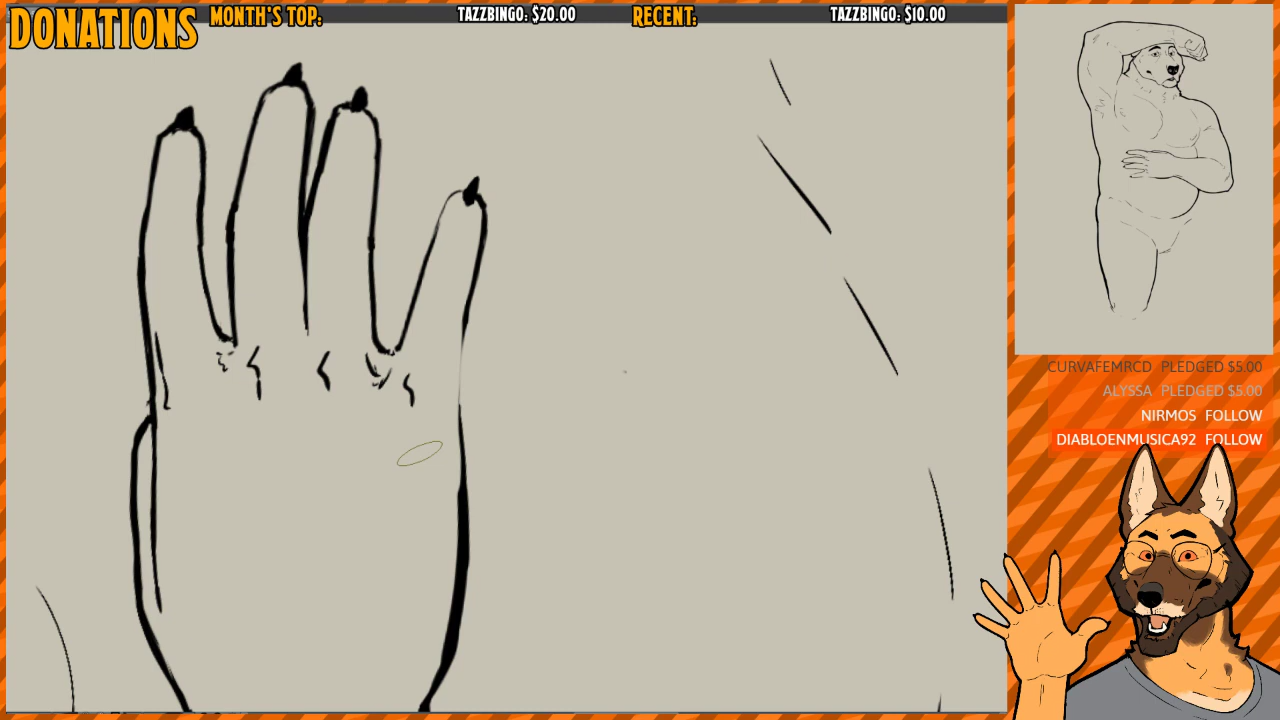 DONATIONS MONTH'S TOP: TAZZBINGO: $20.00 RECENT: TAZZBINGO: $10.00
CURVAFEMRCD PLEDGED $5.00
ALYSSA PLEDGED $5.00
NIRMOS FOLLOW
DIABLOENMUSICA92 FOLLOW